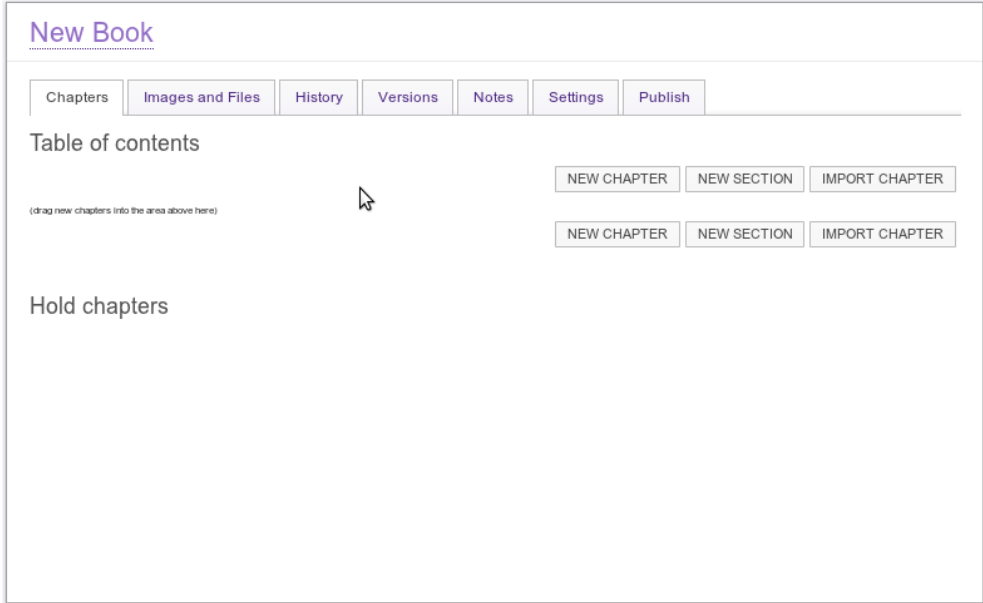 New Book
Chapters Images and Files History Versions Notes Settings Publish
Table of contents
NEW CHAPTER NEW SECTION IMPORT CHAPTER
(drag new chapters into the area above here)
NEW CHAPTER NEW SECTION IMPORT CHAPTER
Hold chapters